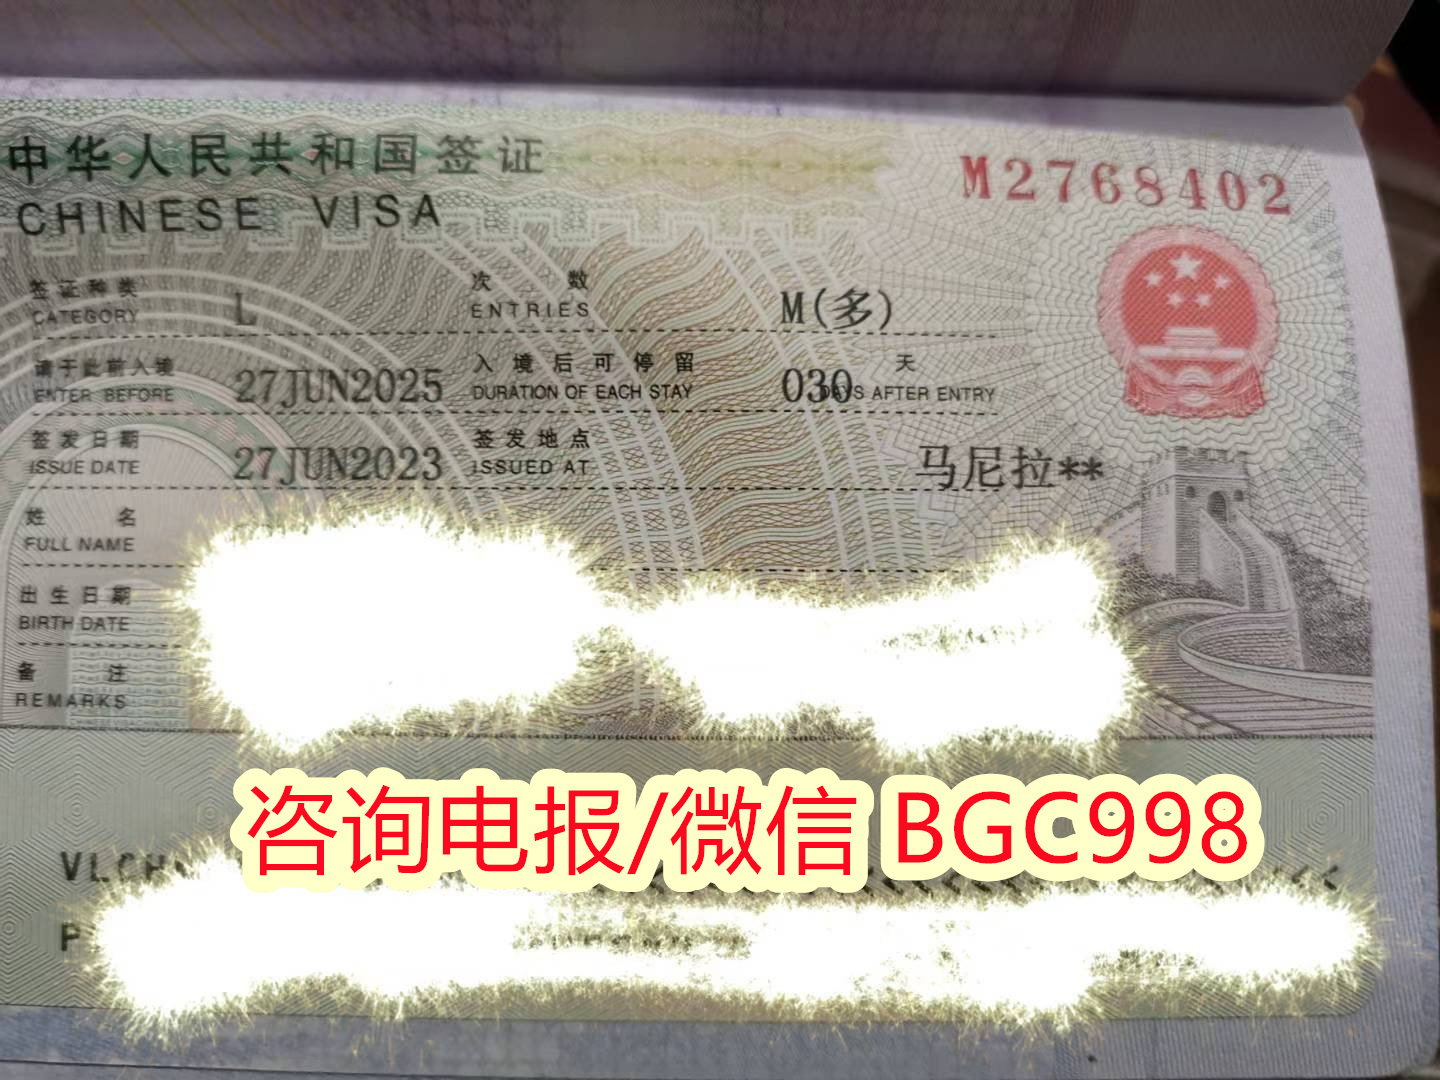 中华人民共和国签证
CHINESE VISA
M2768402
签证种类
CATEGORY
L
次数
ENTRIES
M(多)
请于此前入境
ENTER BEFORE
27JUN2025
入境后可停留
DURATION OF EACH STAY
030
天
DAYS AFTER ENTRY
签发日期
ISSUE DATE
27JUN2023
签发地点
ISSUED AT
马尼拉**
姓名
FULL NAME
出生日期
BIRTH DATE
备注
REMARKS
咨询电报/微信 BGC998
VLCH
P